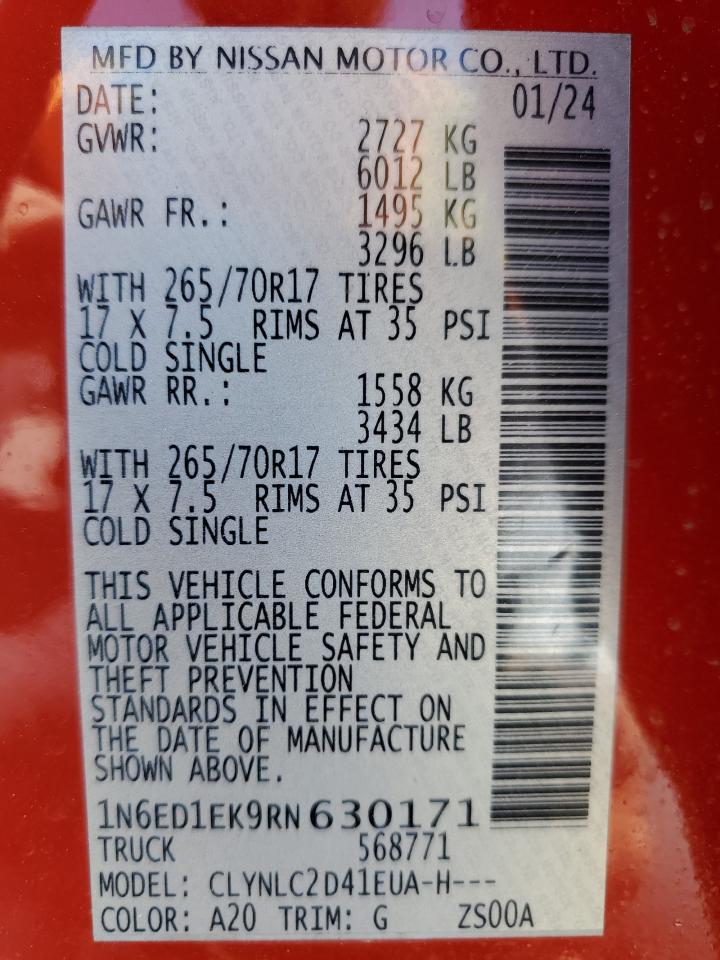 MFD BY NISSAN MOTOR CO., LTD.
DATE: 01/24
GVWR: 2727 KG
6012 LB
GAWR FR.: 1495 KG
3296 LB
WITH 265/70R17 TIRES
17 X 7.5 RIMS AT 35 PSI
COLD SINGLE
GAWR RR.: 1558 KG
3434 LB
WITH 265/70R17 TIRES
17 X 7.5 RIMS AT 35 PSI
COLD SINGLE
THIS VEHICLE CONFORMS TO
ALL APPLICABLE FEDERAL
MOTOR VEHICLE SAFETY AND
THEFT PREVENTION
STANDARDS IN EFFECT ON
THE DATE OF MANUFACTURE
SHOWN ABOVE.
1N6ED1EK9RN630171
TRUCK 568771
MODEL: CLYNLC2D41EUA-H---
COLOR: A20 TRIM: G ZS00A